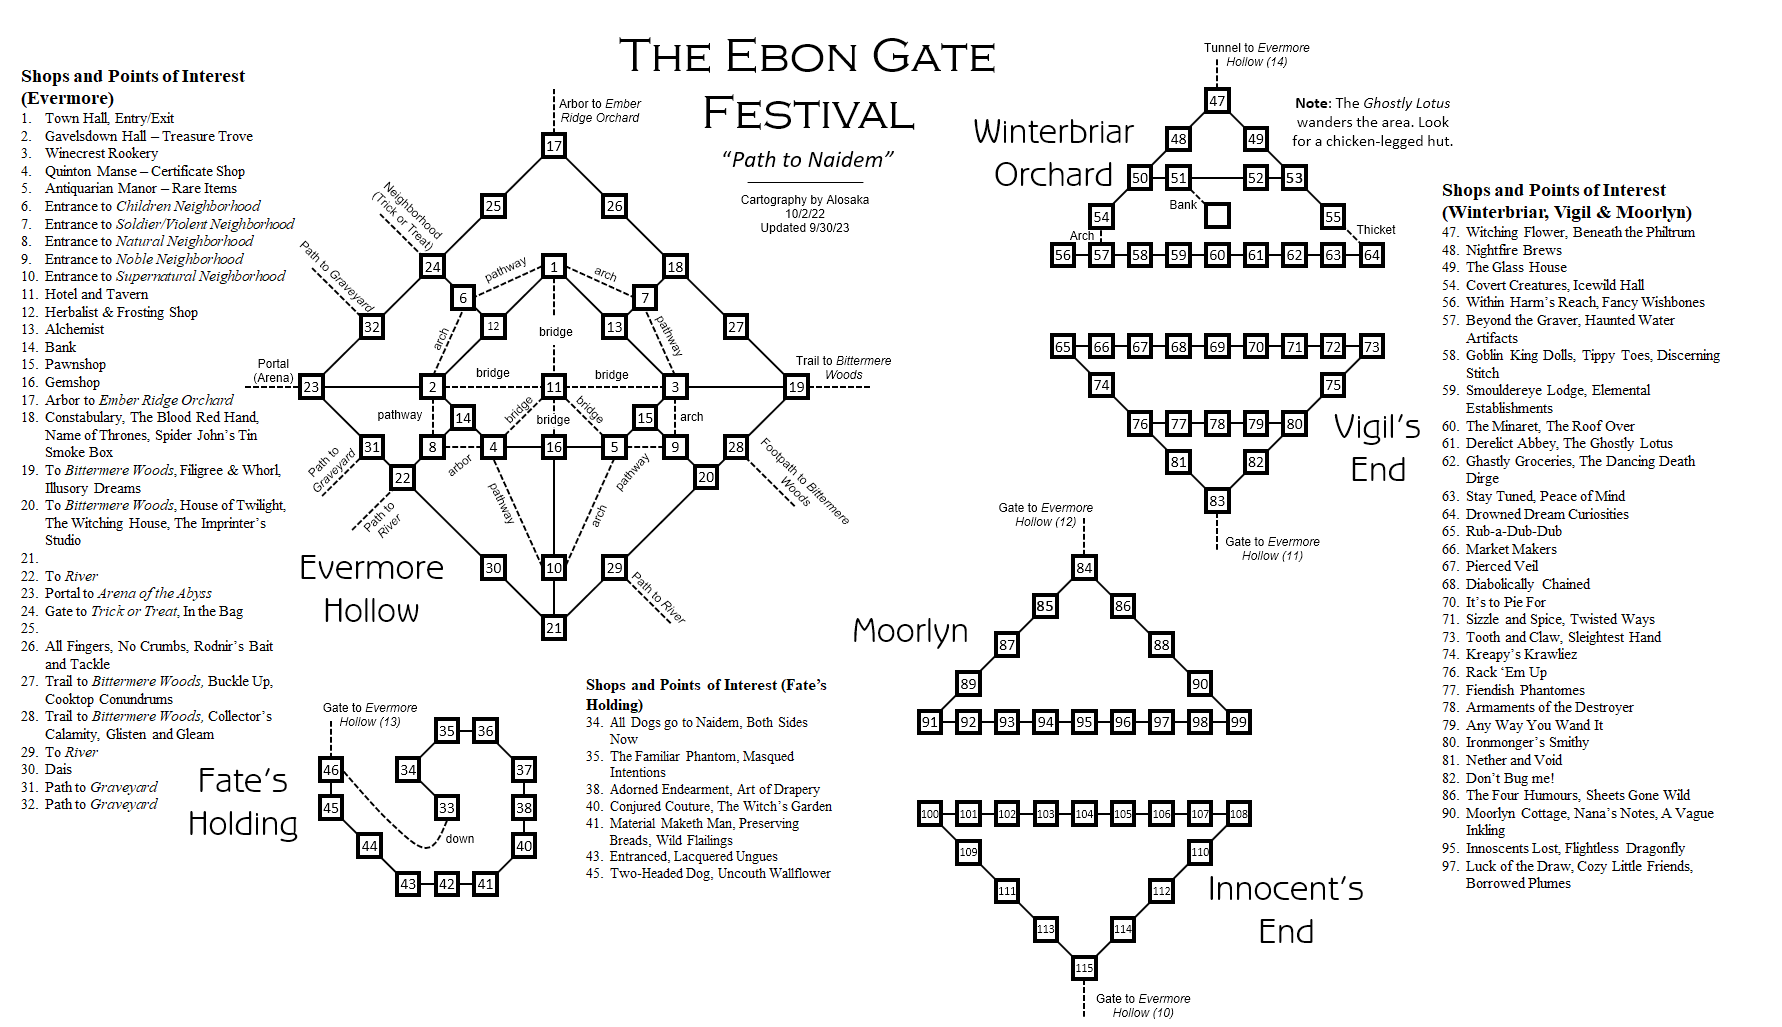 THE EBON GATE
FESTIVAL
“Path to Naidem”
Cartography by Alosaka
10/2/22
Updated 9/30/23
Shops and Points of Interest
(Evermore)
1. Town Hall, Entry/Exit
2. Gavelsdown Hall – Treasure Trove
3. Winecrest Rookery
4. Quinton Manse – Certificate Shop
5. Antiquarian Manor – Rare Items
6. Entrance to Children Neighborhood
7. Entrance to Soldier/Violent Neighborhood
8. Entrance to Natural Neighborhood
9. Entrance to Noble Neighborhood
10. Entrance to Supernatural Neighborhood
11. Hotel and Tavern
12. Herbalist & Frosting Shop
13. Alchemist
14. Bank
15. Pawnshop
16. Gemshop
17. Arbor to Ember Ridge Orchard
18. Constabulary, The Blood Red Hand,
Name of Thrones, Spider John’s Tin
Smoke Box
19. To Bittermere Woods, Filigree & Whorl,
Illusory Dreams
20. To Bittermere Woods, House of Twilight,
The Witching House, The Imprinter’s
Studio
21.
22. To River
23. Portal to Arena of the Abyss
24. Gate to Trick or Treat, In the Bag
25.
26. All Fingers, No Crumbs, Rodnir’s Bait
and Tackle
27. Trail to Bittermere Woods, Buckle Up,
Cooktop Conundrums
28. Trail to Bittermere Woods, Collector’s
Calamity, Glisten and Gleam
29. To River
30. Dais
31. Path to Graveyard
32. Path to Graveyard
Arbor to Ember
Ridge Orchard
17
Neighborhood
(Trick or Treat)
25
26
Path to Graveyard
24
pathway
1
arch
18
6
7
32
12
13
27
arch
bridge
pathway
Portal
(Arena)
bridge
bridge
Trail to Bittermere
Woods
23
2
11
3
19
pathway
14
bridge
bridge
bridge
15
arch
31
8
4
16
5
9
28
Path to
Graveyard
22
arbor
pathway
pathway
20
Footpath to Bittermere
Woods
Path to
River
arch
Evermore
Hollow
30
10
29
Path to River
21
Gate to Evermore
Hollow (13)
35
36
46
34
37
Fate’s
Holding
45
33
38
down
44
40
43
42
41
Shops and Points of Interest (Fate’s
Holding)
34. All Dogs go to Naidem, Both Sides
Now
35. The Familiar Phantom, Masqued
Intentions
38. Adorned Endearment, Art of Drapery
40. Conjured Couture, The Witch’s Garden
41. Material Maketh Man, Preserving
Breads, Wild Flailings
43. Entranced, Lacquered Ungues
45. Two-Headed Dog, Uncouth Wallflower
Tunnel to Evermore
Hollow (14)
47
Winterbriar
Orchard
48
49
50
51
52
53
Bank
54
55
Arch
Thicket
56
57
58
59
60
61
62
63
64
Note: The Ghostly Lotus
wanders the area. Look
for a chicken-legged hut.
65
66
67
68
69
70
71
72
73
74
75
76
77
78
79
80
Vigil’s
End
81
82
83
Gate to Evermore
Hollow (11)
Gate to Evermore
Hollow (12)
84
Moorlyn
85
86
87
88
89
90
91
92
93
94
95
96
97
98
99
100
101
102
103
104
105
106
107
108
109
110
111
112
Innocent’s
End
113
114
115
Gate to Evermore
Hollow (10)
Shops and Points of Interest
(Winterbriar, Vigil & Moorlyn)
47. Witching Flower, Beneath the Philtrum
48. Nightfire Brews
49. The Glass House
54. Covert Creatures, Icewild Hall
56. Within Harm’s Reach, Fancy Wishbones
57. Beyond the Graver, Haunted Water
Artifacts
58. Goblin King Dolls, Tippy Toes, Discerning
Stitch
59. Smouldereye Lodge, Elemental
Establishments
60. The Minaret, The Roof Over
61. Derelict Abbey, The Ghostly Lotus
62. Ghastly Groceries, The Dancing Death
Dirge
63. Stay Tuned, Peace of Mind
64. Drowned Dream Curiosities
65. Rub-a-Dub-Dub
66. Market Makers
67. Pierced Veil
68. Diabolically Chained
70. It’s to Pie For
71. Sizzle and Spice, Twisted Ways
73. Tooth and Claw, Sleightest Hand
74. Kreapy’s Krawliez
76. Rack ‘Em Up
77. Fiendish Phantomes
78. Armaments of the Destroyer
79. Any Way You Wand It
80. Ironmonger’s Smithy
81. Nether and Void
82. Don’t Bug me!
86. The Four Humours, Sheets Gone Wild
90. Moorlyn Cottage, Nana’s Notes, A Vague
Inkling
95. Innoscents Lost, Flightless Dragonfly
97. Luck of the Draw, Cozy Little Friends,
Borrowed Plumes